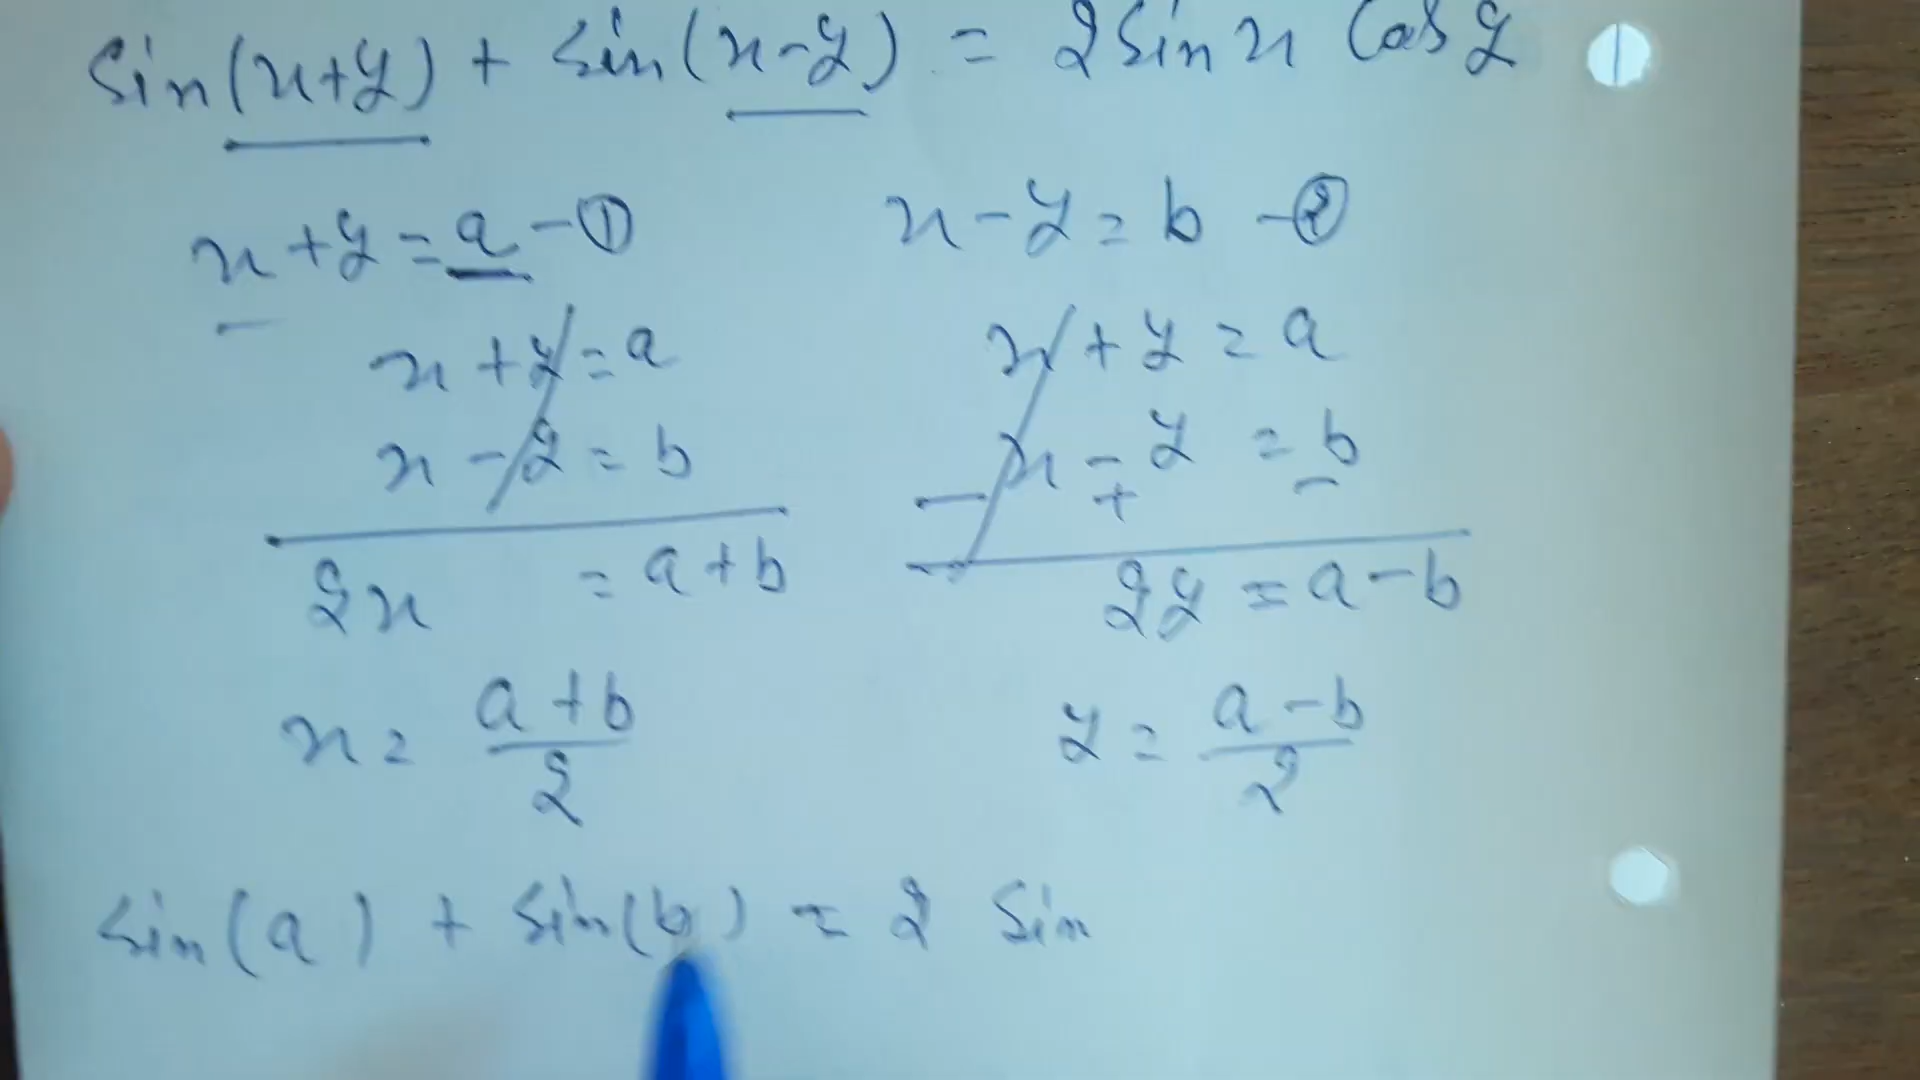 Sin(x+y) + Sin(x-y) = 2 Sin x Cos y
x+y = a - ① x-y = b - ②
x + y = a x + y = a
x - y = b x - y = b
- + -
2x = a+b 2y = a-b
x = a+b/2 y = a-b/2
Sin(a) + Sin(b) = 2 Sin